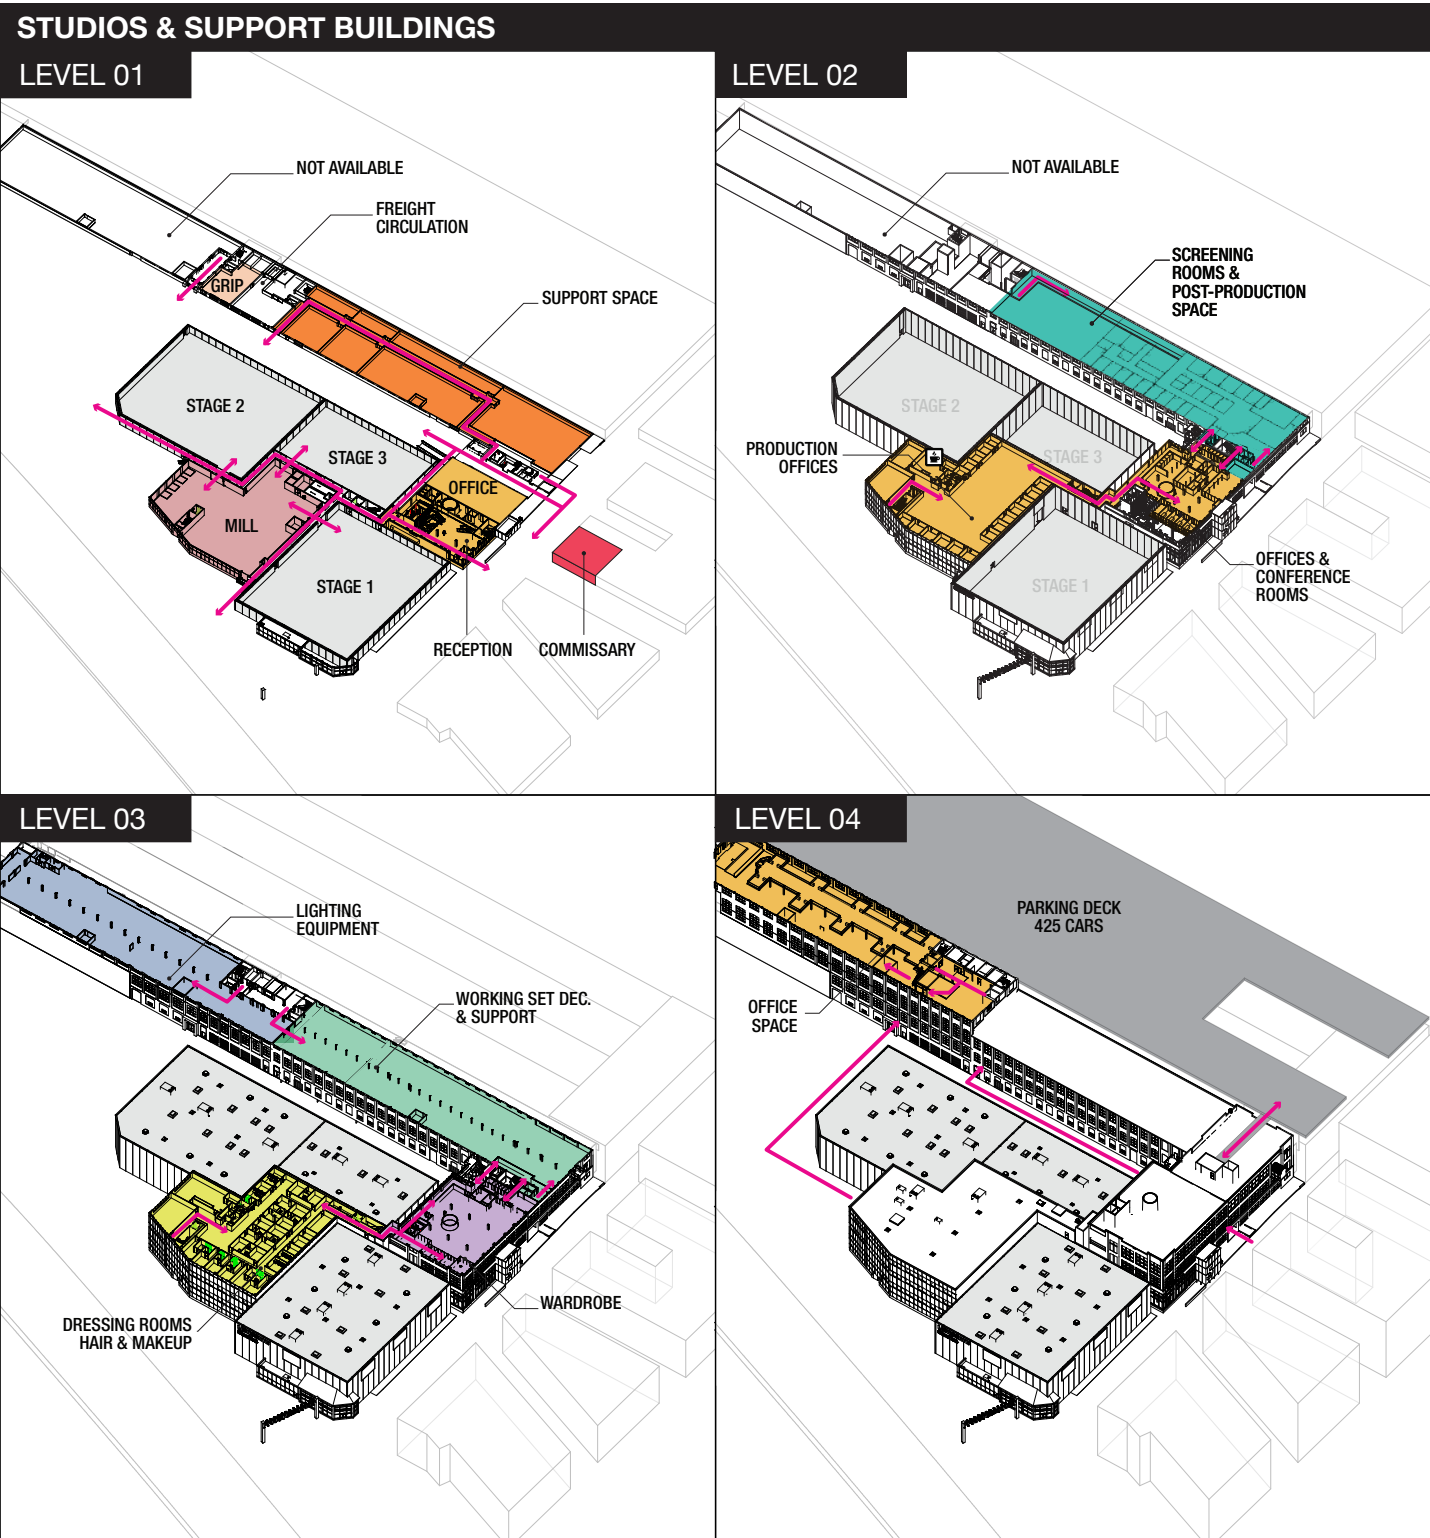 STUDIOS & SUPPORT BUILDINGS
LEVEL 01
NOT AVAILABLE
FREIGHT
CIRCULATION
GRIP
SUPPORT SPACE
STAGE 2
STAGE 3
OFFICE
MILL
STAGE 1
RECEPTION
COMMISSARY
LEVEL 02
NOT AVAILABLE
SCREENING
ROOMS &
POST-PRODUCTION
SPACE
STAGE 2
PRODUCTION
OFFICES
STAGE 3
STAGE 1
OFFICES &
CONFERENCE
ROOMS
LEVEL 03
LIGHTING
EQUIPMENT
WORKING SET DEC.
& SUPPORT
WARDROBE
DRESSING ROOMS
HAIR & MAKEUP
LEVEL 04
PARKING DECK
425 CARS
OFFICE
SPACE